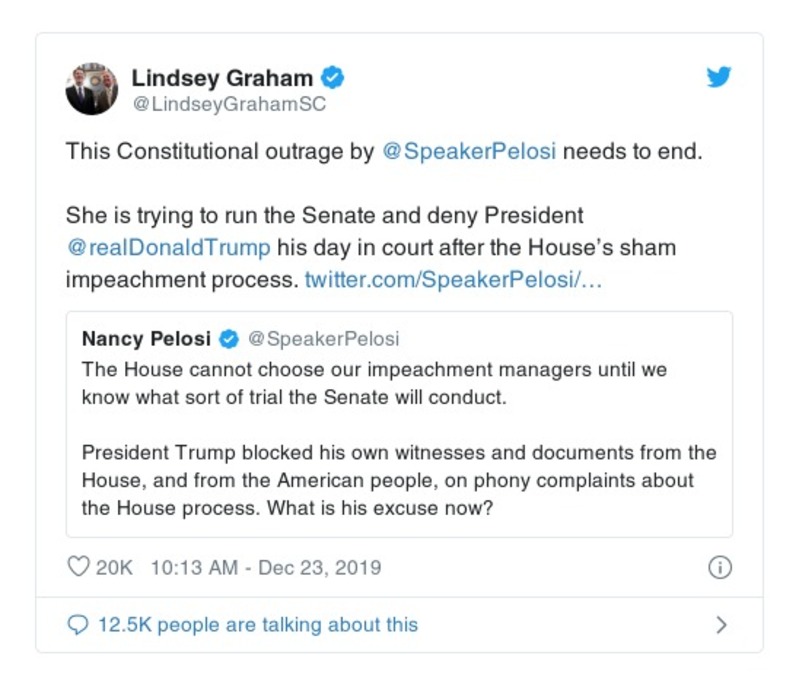 Lindsey Graham
@LindseyGrahamSC
This Constitutional outrage by @SpeakerPelosi needs to end.
She is trying to run the Senate and deny President
@realDonaldTrump his day in court after the House’s sham
impeachment process. twitter.com/SpeakerPelosi/…
Nancy Pelosi @SpeakerPelosi
The House cannot choose our impeachment managers until we
know what sort of trial the Senate will conduct.
President Trump blocked his own witnesses and documents from the
House, and from the American people, on phony complaints about
the House process. What is his excuse now?
20K 10:13 AM - Dec 23, 2019
12.5K people are talking about this